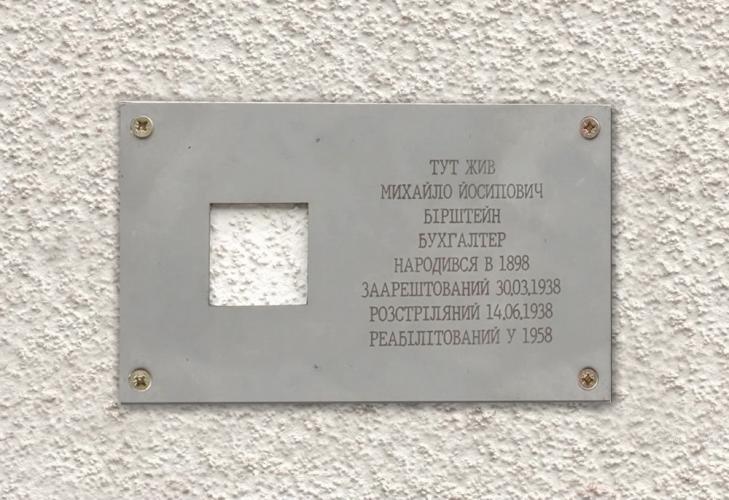 ТУТ ЖИВ
МИХАЙЛО ЙОСИПОВИЧ
БІРШТЕЙН
БУХГАЛТЕР
НАРОДИВСЯ В 1898
ЗААРЕШТОВАНИЙ 30.03.1938
РОЗСТРІЛЯНИЙ 14.06.1938
РЕАБІЛІТОВАНИЙ У 1958